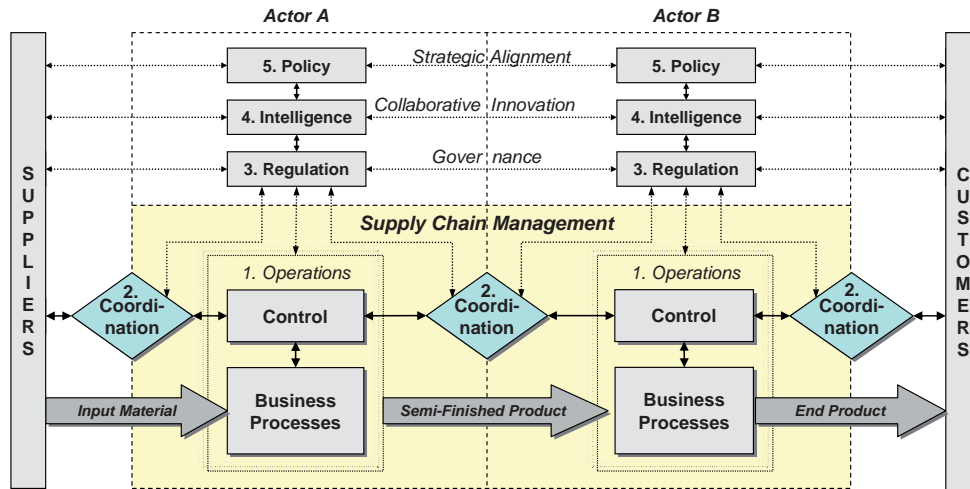 Actor A
Actor B
5. Policy
Strategic Alignment
5. Policy
4. Intelligence
Collaborative Innovation
4. Intelligence
3. Regulation
Gover nance
3. Regulation
SUPPLIERS
CUSTOMERS
Supply Chain Management
1. Operations
1. Operations
2.
Coordi-
nation
Control
2.
Coordi-
nation
Control
2.
Coordi-
nation
Input Material
Business
Processes
Semi-Finished Product
Business
Processes
End Product